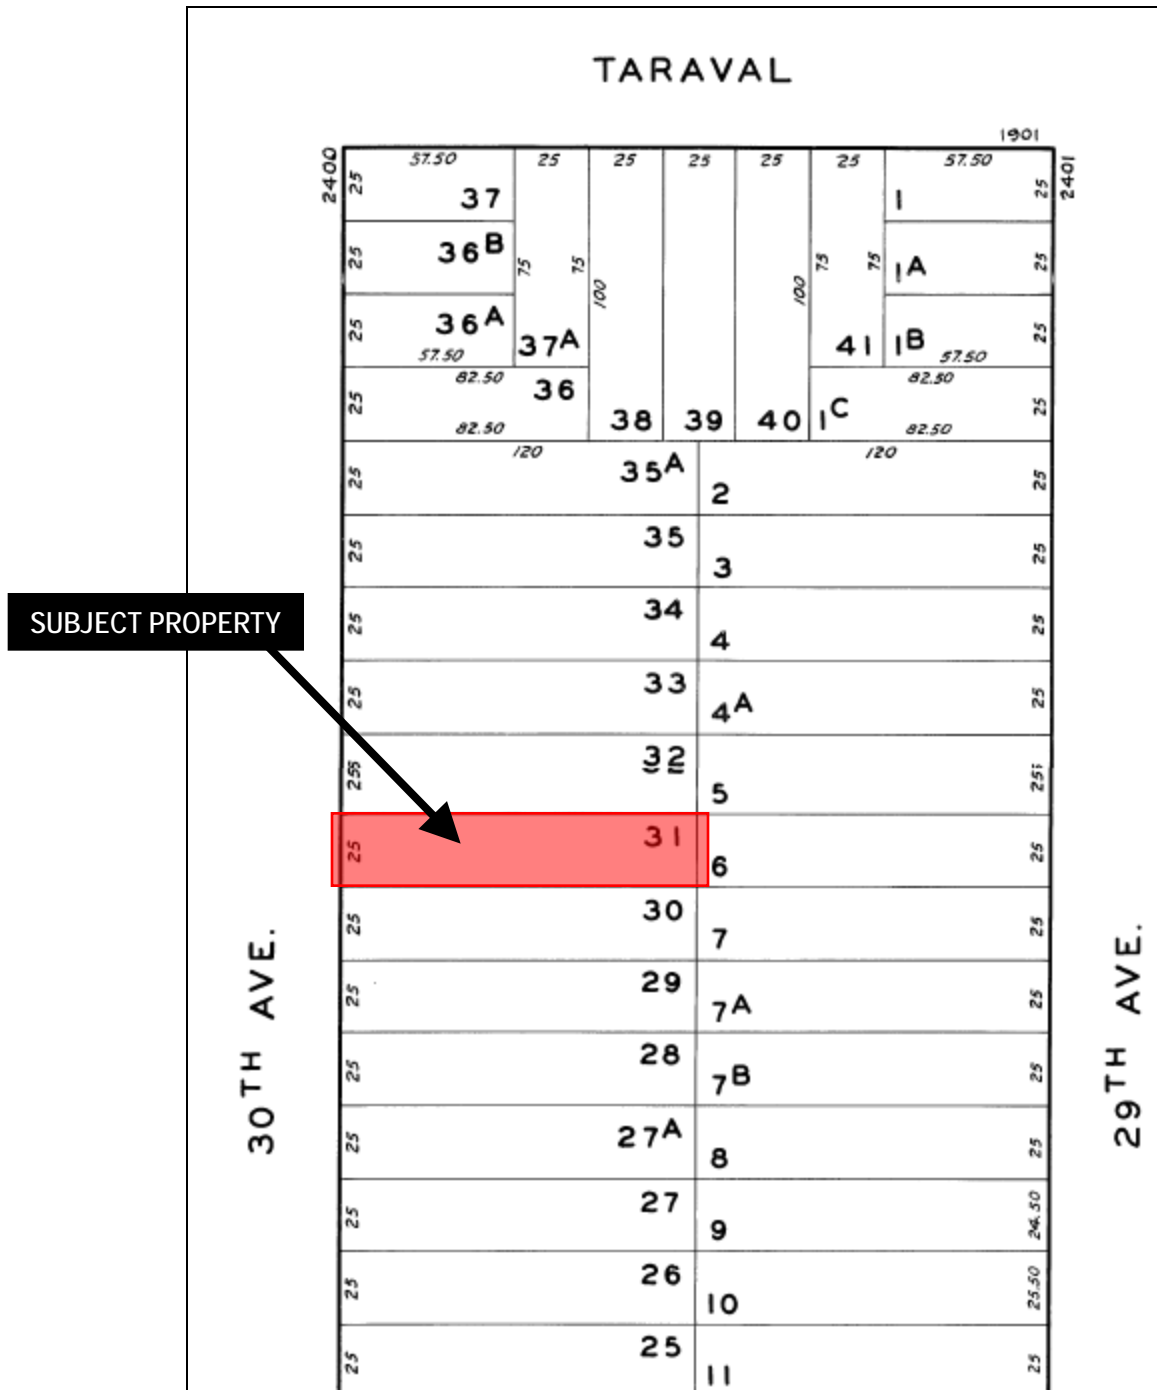 TARAVAL
1901
2400
57.50 25 25 25 25 25 57.50
2401
25 37 1 25
25 36B 75 75 100 100 75 75 1A 25
25 36A 57.50 37A 41 1B 57.50 25
82.50 36 82.50
25 82.50 38 39 40 1C 82.50 25
120 120
25 35A 2 25
25 35 3 25
SUBJECT PROPERTY
25 34 4 25
25 33 4A 25
32 5
25 31 6 25
25 30 7 25
25 29 7A 25
25 28 7B 25
25 27A 8 25
25 27 9 24.50
25 26 10 25.50
25 25 11 25
30TH AVE.
29TH AVE.